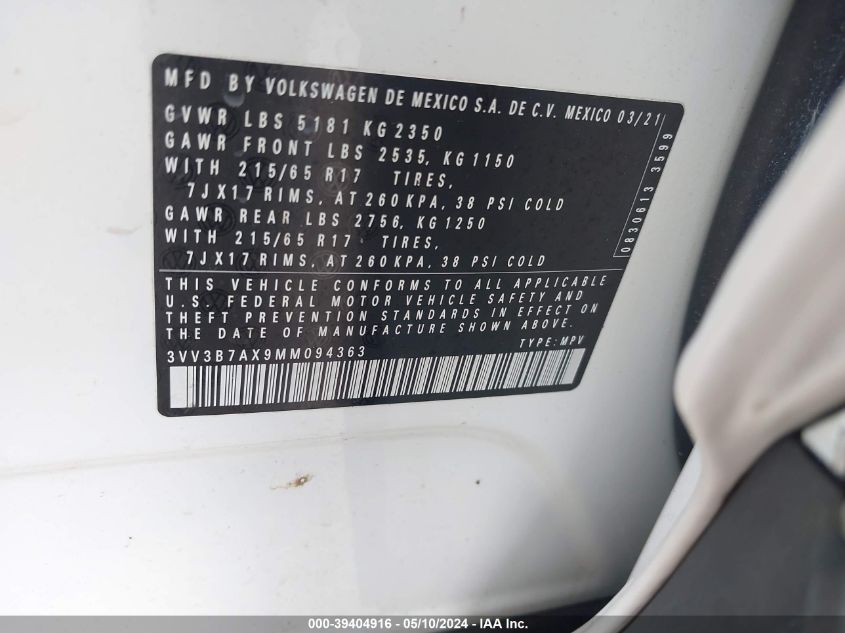 MFD BY VOLKSWAGEN DE MEXICO S.A. DE C.V. MEXICO 03/21
GVWR LBS 5181 KG 2350
GAWR FRONT LBS 2535, KG 1150
WITH 215/65 R17 TIRES,
7JX17 RIMS, AT 260 KPA, 38 PSI COLD
GAWR REAR LBS 2756, KG 1250
WITH 215/65 R17 TIRES,
7JX17 RIMS, AT 260 KPA, 38 PSI COLD
0830613 3599
THIS VEHICLE CONFORMS TO ALL APPLICABLE
U.S. FEDERAL MOTOR VEHICLE SAFETY AND
THEFT PREVENTION STANDARDS IN EFFECT ON
THE DATE OF MANUFACTURE SHOWN ABOVE.
3VV3B7AX9MM094363 TYPE: MPV
000-39404916 - 05/10/2024 - IAA Inc.